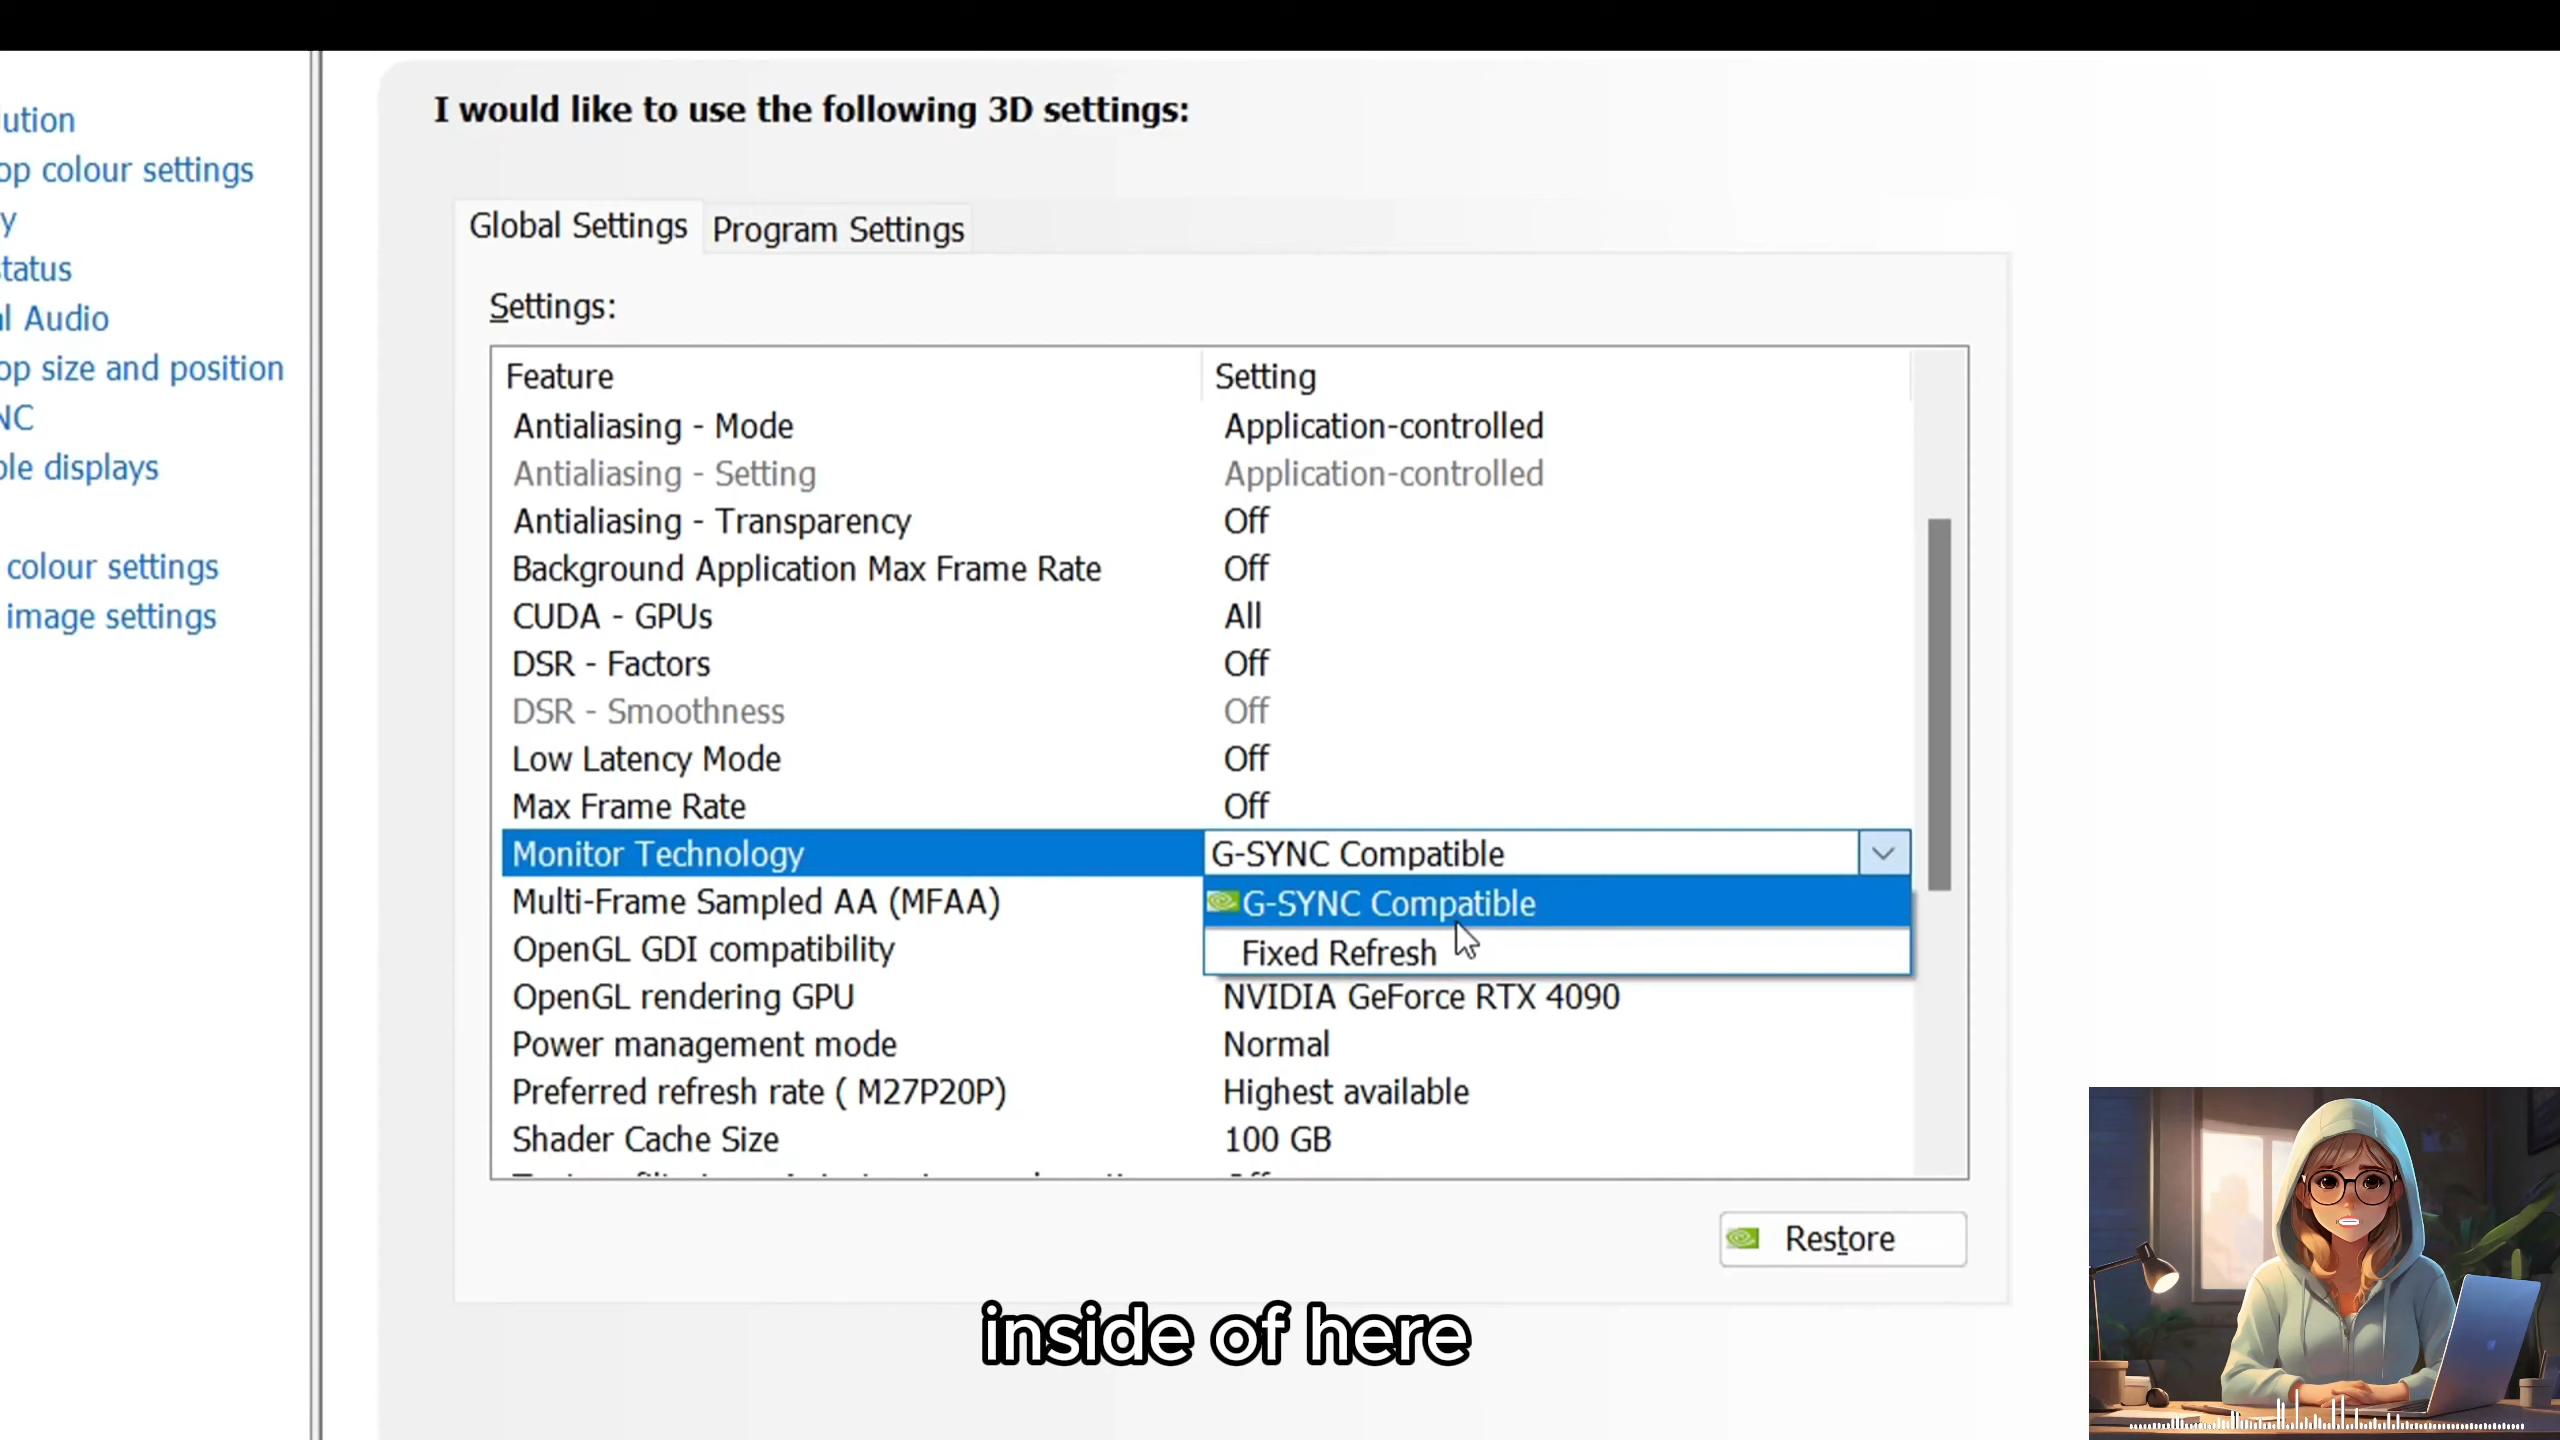 I would like to use the following 3D settings:
ution
op colour settings
y
status
al Audio
op size and position
NC
ple displays
colour settings
image settings
Global Settings
Program Settings
Settings:
Feature Setting
Antialiasing - Mode Application-controlled
Antialiasing - Setting Application-controlled
Antialiasing - Transparency Off
Background Application Max Frame Rate Off
CUDA - GPUs All
DSR - Factors Off
DSR - Smoothness Off
Low Latency Mode Off
Max Frame Rate Off
Monitor Technology G-SYNC Compatible
Multi-Frame Sampled AA (MFAA) G-SYNC Compatible
OpenGL GDI compatibility Fixed Refresh
OpenGL rendering GPU NVIDIA GeForce RTX 4090
Power management mode Normal
Preferred refresh rate ( M27P20P) Highest available
Shader Cache Size 100 GB
Restore
inside of here